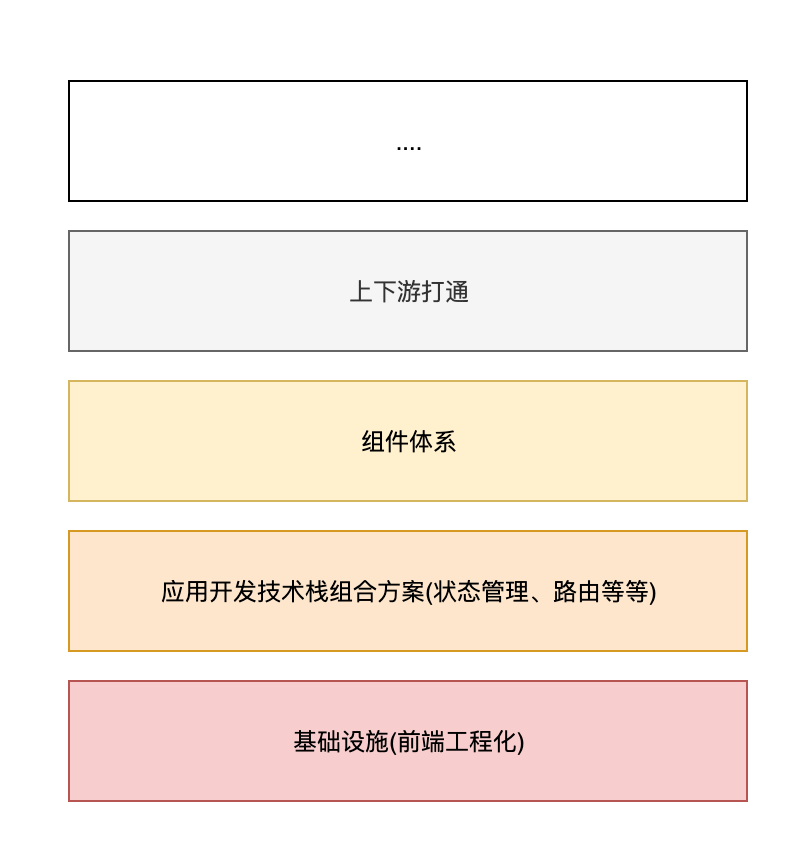 ....
上下游打通
组件体系
应用开发技术栈组合方案(状态管理、路由等等)
基础设施(前端工程化)